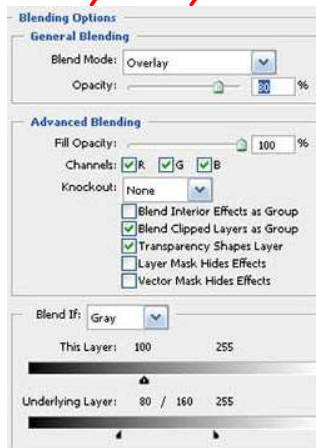 Blending Options
General Blending
Blend Mode: Overlay
Opacity: 80 %
Advanced Blending
Fill Opacity: 100 %
Channels: R G B
Knockout: None
Blend Interior Effects as Group
Blend Clipped Layers as Group
Transparency Shapes Layer
Layer Mask Hides Effects
Vector Mask Hides Effects
Blend If: Gray
This Layer: 100 255
Underlying Layer: 80 / 160 255